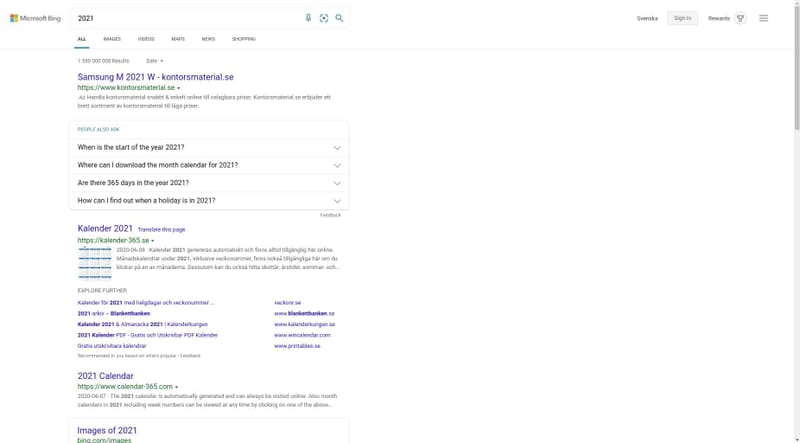 Microsoft Bing
2021
Svenska
Sign in
Rewards
ALL IMAGES VIDEOS MAPS NEWS SHOPPING
1 590 000 000 Results Date
Samsung M 2021 W - kontorsmaterial.se
https://www.kontorsmaterial.se
Ad Handla kontorsmaterial snabbt & enkelt online till oslagbara priser. Kontorsmaterial.se erbjuder ett
brett sortiment av kontorsmaterial till låga priser.
PEOPLE ALSO ASK
When is the start of the year 2021?
Where can I download the month calendar for 2021?
Are there 365 days in the year 2021?
How can I find out when a holiday is in 2021?
Feedback
Kalender 2021 Translate this page
https://kalender-365.se
2020-06-08 · Kalender 2021 genereras automatiskt och finns alltid tillgänglig här online.
Månadskalendrar under 2021, inklusive veckonummer, finns också tillgängliga här om du
klickar på en av månaderna. Dessutom kan du också hitta skottår, årstider, sommar- och...
EXPLORE FURTHER
Kalender för 2021 med helgdagar och veckonummer ... veckonr.se
2021-arkiv – Blankettbanken www.blankettbanken.se
Kalender 2021 & Almanacka 2021 | Kalenderkungen www.kalenderkungen.se
2021 Kalender PDF - Gratis och Utskrivbar PDF Kalender www.wincalendar.com
Gratis utskrivbara kalendrar www.printables.se
Recommended to you based on what's popular • Feedback
2021 Calendar
https://www.calendar-365.com
2020-06-07 · The 2021 calendar is automatically generated and can always be visited online. Also month
calendars in 2021 including week numbers can be viewed at any time by clicking on one of the above...
Images of 2021
bing.com/images